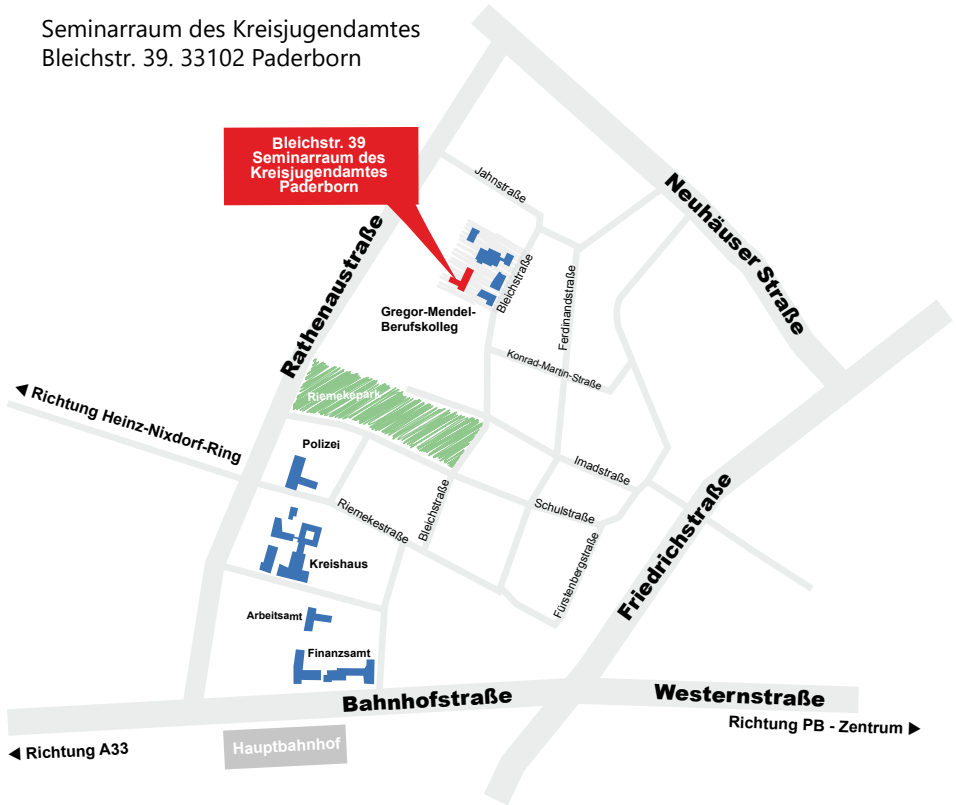 Seminarraum des Kreisjugendamtes
Bleichstr. 39. 33102 Paderborn
Bleichstr. 39
Seminarraum des
Kreisjugendamtes
Paderborn
Jahnstraße
Neuhäuser Straße
Rathenaustraße
Bleichstraße
Ferdinandstraße
Gregor-Mendel-
Berufskolleg
Konrad-Martin-Straße
Riemekepark
◀ Richtung Heinz-Nixdorf-Ring
Polizei
Imadstraße
Riemekestraße
Bleichstraße
Schulstraße
Friedrichstraße
Fürstenbergstraße
Kreishaus
Arbeitsamt
Finanzsamt
Bahnhofstraße
Westernstraße
Richtung PB - Zentrum ▶
Hauptbahnhof
◀ Richtung A33